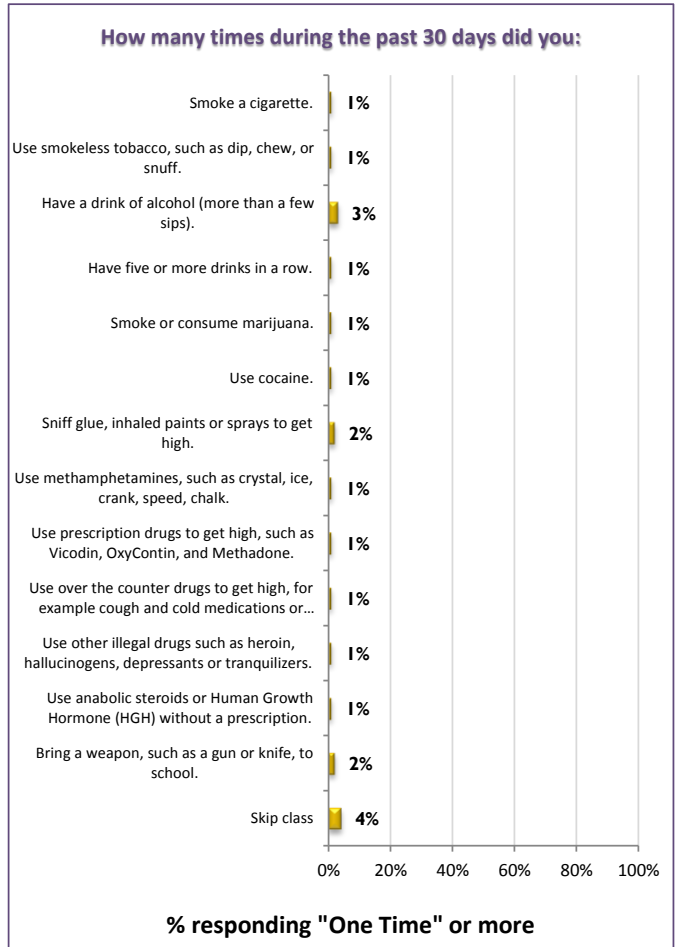 How many times during the past 30 days did you:
Smoke a cigarette.
1%
Use smokeless tobacco, such as dip, chew, or
snuff.
1%
Have a drink of alcohol (more than a few
sips).
3%
Have five or more drinks in a row.
1%
Smoke or consume marijuana.
1%
Use cocaine.
1%
Sniff glue, inhaled paints or sprays to get
high.
2%
Use methamphetamines, such as crystal, ice,
crank, speed, chalk.
1%
Use prescription drugs to get high, such as
Vicodin, OxyContin, and Methadone.
1%
Use over the counter drugs to get high, for
example cough and cold medications or…
1%
Use other illegal drugs such as heroin,
hallucinogens, depressants or tranquilizers.
1%
Use anabolic steroids or Human Growth
Hormone (HGH) without a prescription.
1%
Bring a weapon, such as a gun or knife, to
school.
2%
Skip class
4%
0% 20% 40% 60% 80% 100%
% responding "One Time" or more